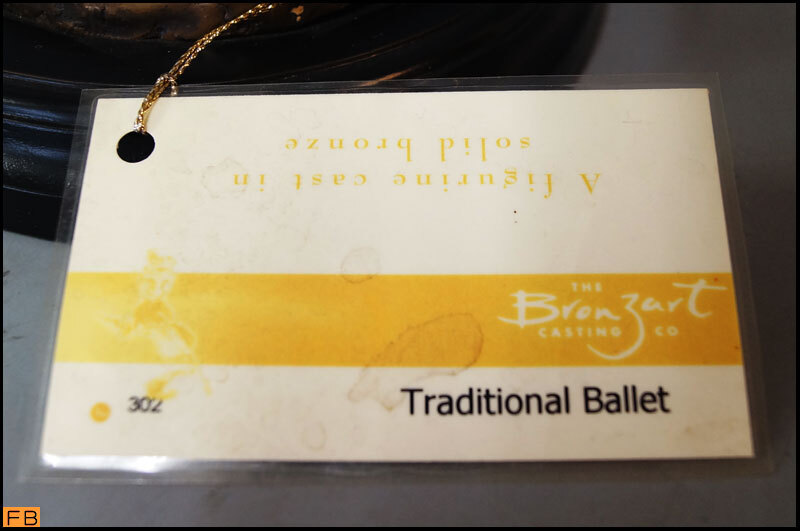 A figurine cast in
solid bronze
THE
Bronzart
CASTING CO
302
Traditional Ballet
FB